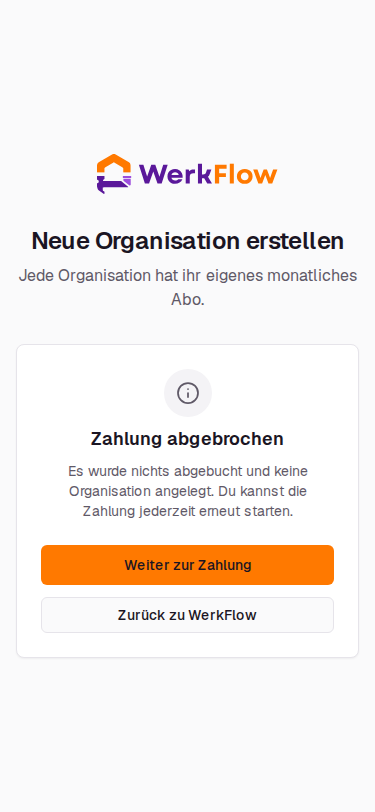 WerkFlow
Neue Organisation erstellen
Jede Organisation hat ihr eigenes monatliches
Abo.
Zahlung abgebrochen
Es wurde nichts abgebucht und keine
Organisation angelegt. Du kannst die
Zahlung jederzeit erneut starten.
Weiter zur Zahlung
Zurück zu WerkFlow